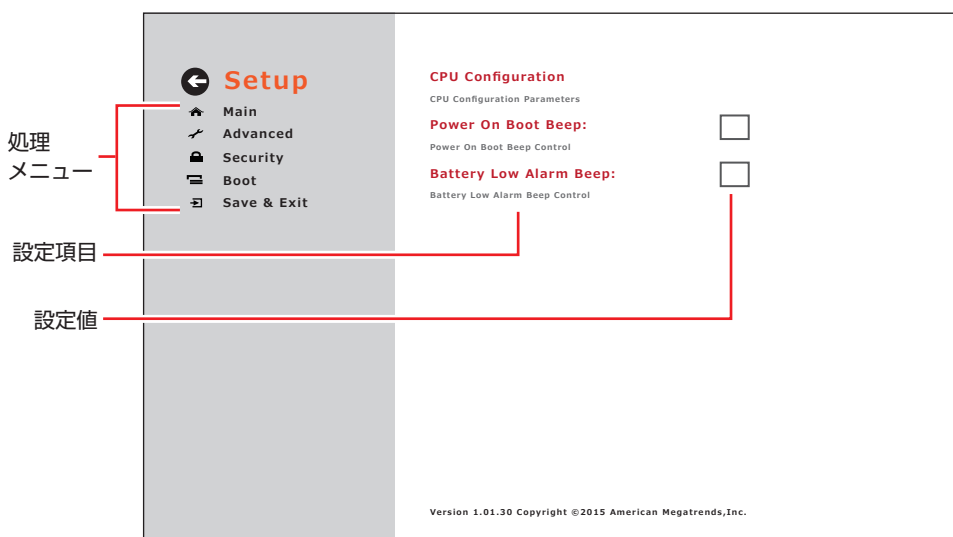 Setup
Main
Advanced
Security
Boot
Save & Exit
処理
メニュー
設定項目
設定値
CPU Configuration
CPU Configuration Parameters
Power On Boot Beep:
Power On Boot Beep Control
Battery Low Alarm Beep:
Battery Low Alarm Beep Control
Version 1.01.30 Copyright ©2015 American Megatrends,Inc.